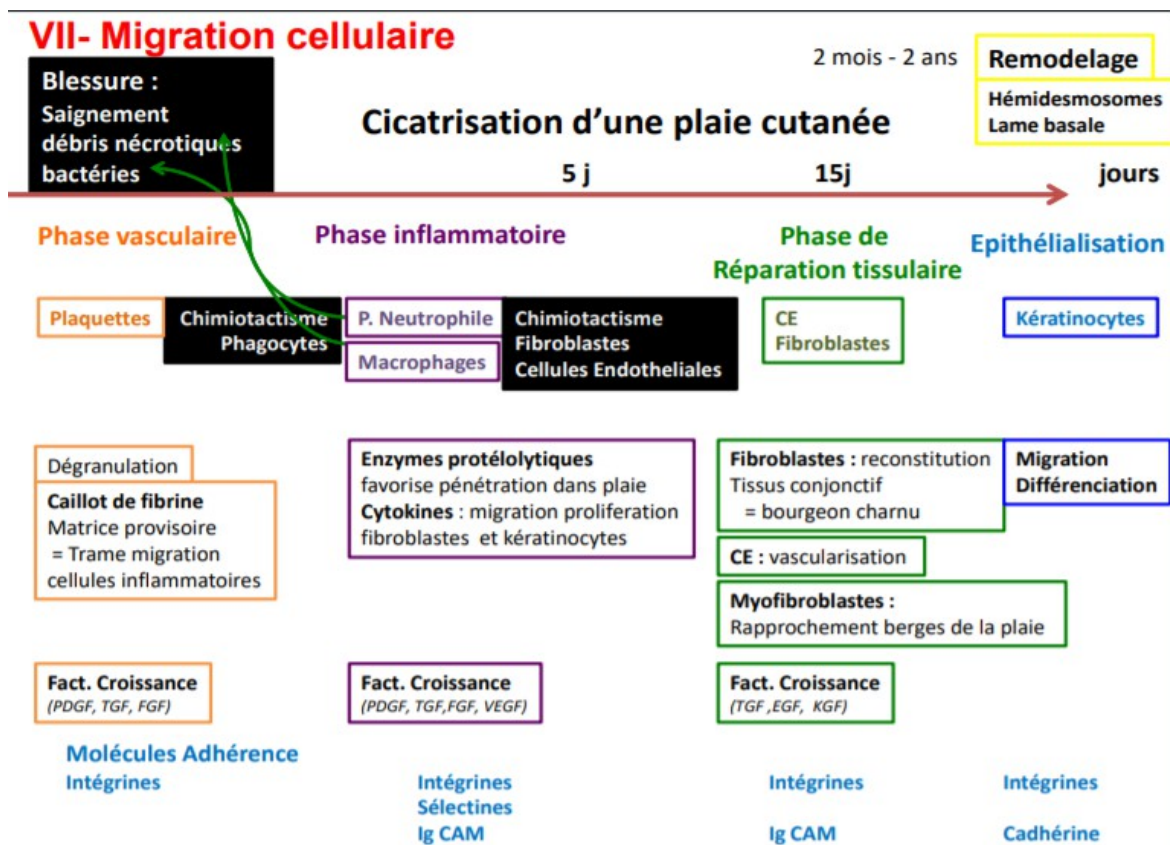 VII- Migration cellulaire
Blessure :
Saignement
débris nécrotiques
bactéries
Cicatrisation d'une plaie cutanée
2 mois - 2 ans
Remodelage
Hémidesmosomes
Lame basale
5 j
15j
jours
Phase vasculaire
Phase inflammatoire
Phase de
Réparation tissulaire
Epithélialisation
Plaquettes
Chimiotactisme
Phagocytes
P. Neutrophile
Macrophages
Chimiotactisme
Fibroblastes
Cellules Endotheliales
CE
Fibroblastes
Kératinocytes
Dégranulation
Caillot de fibrine
Matrice provisoire
= Trame migration
cellules inflammatoires
Enzymes protélolytiques
favorise pénétration dans plaie
Cytokines : migration proliferation
fibroblastes et kératinocytes
Fibroblastes : reconstitution
Tissus conjonctif
= bourgeon charnu
CE : vascularisation
Myofibroblastes :
Rapprochement berges de la plaie
Migration
Différenciation
Fact. Croissance
(PDGF, TGF, FGF)
Fact. Croissance
(PDGF, TGF,FGF, VEGF)
Fact. Croissance
(TGF ,EGF, KGF)
Molécules Adhérence
Intégrines
Intégrines
Sélectines
Ig CAM
Intégrines
Ig CAM
Intégrines
Cadhérine